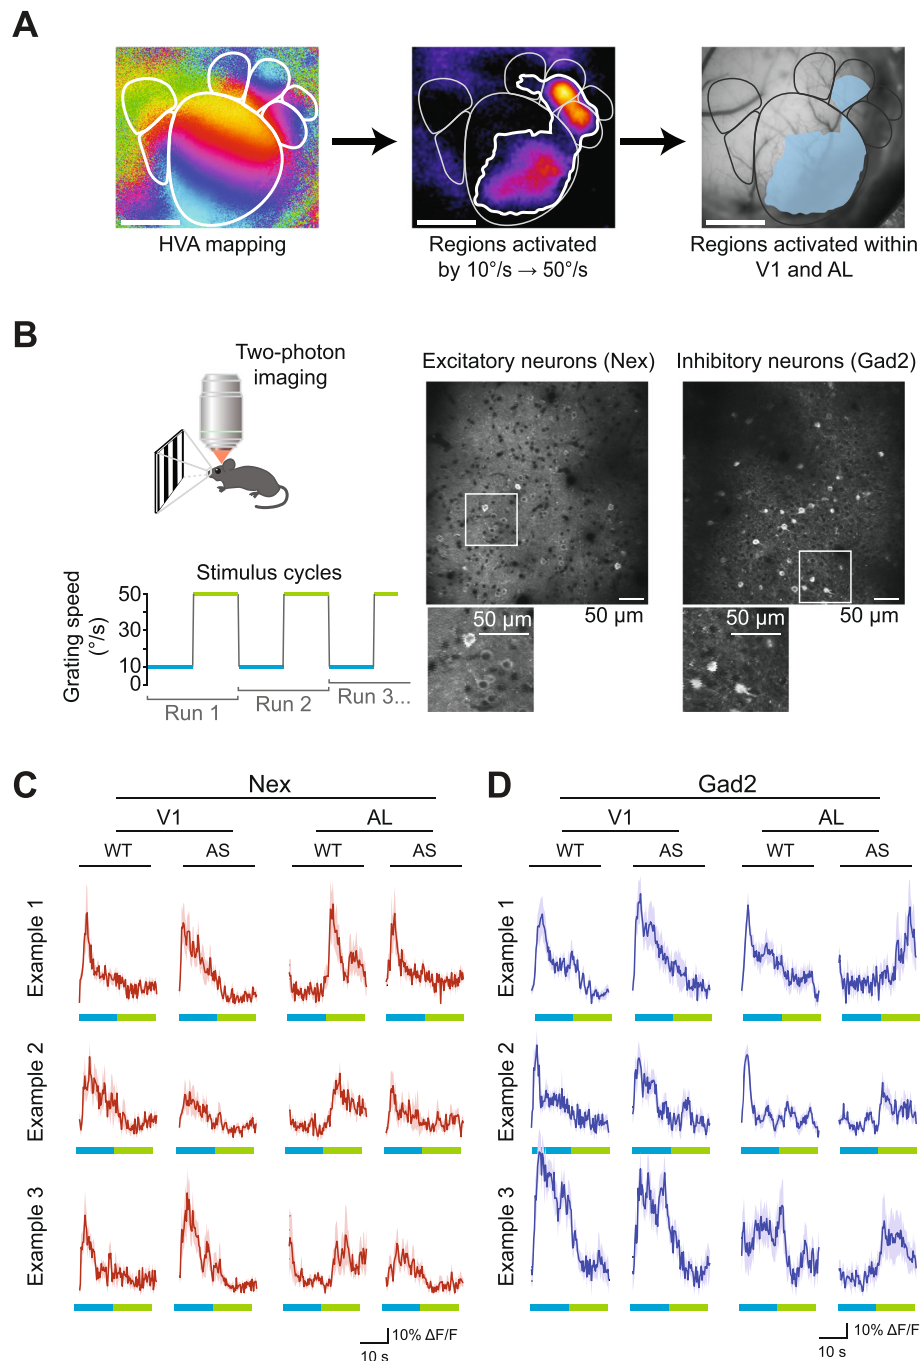 A
HVA mapping
Regions activated
by 10°/s → 50°/s
Regions activated within
V1 and AL
B
Two-photon
imaging
Excitatory neurons (Nex)
Inhibitory neurons (Gad2)
50 µm
50 µm
50 µm
50 µm
Stimulus cycles
Grating speed
(°/s)
50
30
10
0
Run 1
Run 2
Run 3...
C
Nex
V1
AL
WT
AS
WT
AS
Example 1
Example 2
Example 3
10% ΔF/F
10 s
D
Gad2
V1
AL
WT
AS
WT
AS
Example 1
Example 2
Example 3
10% ΔF/F
10 s